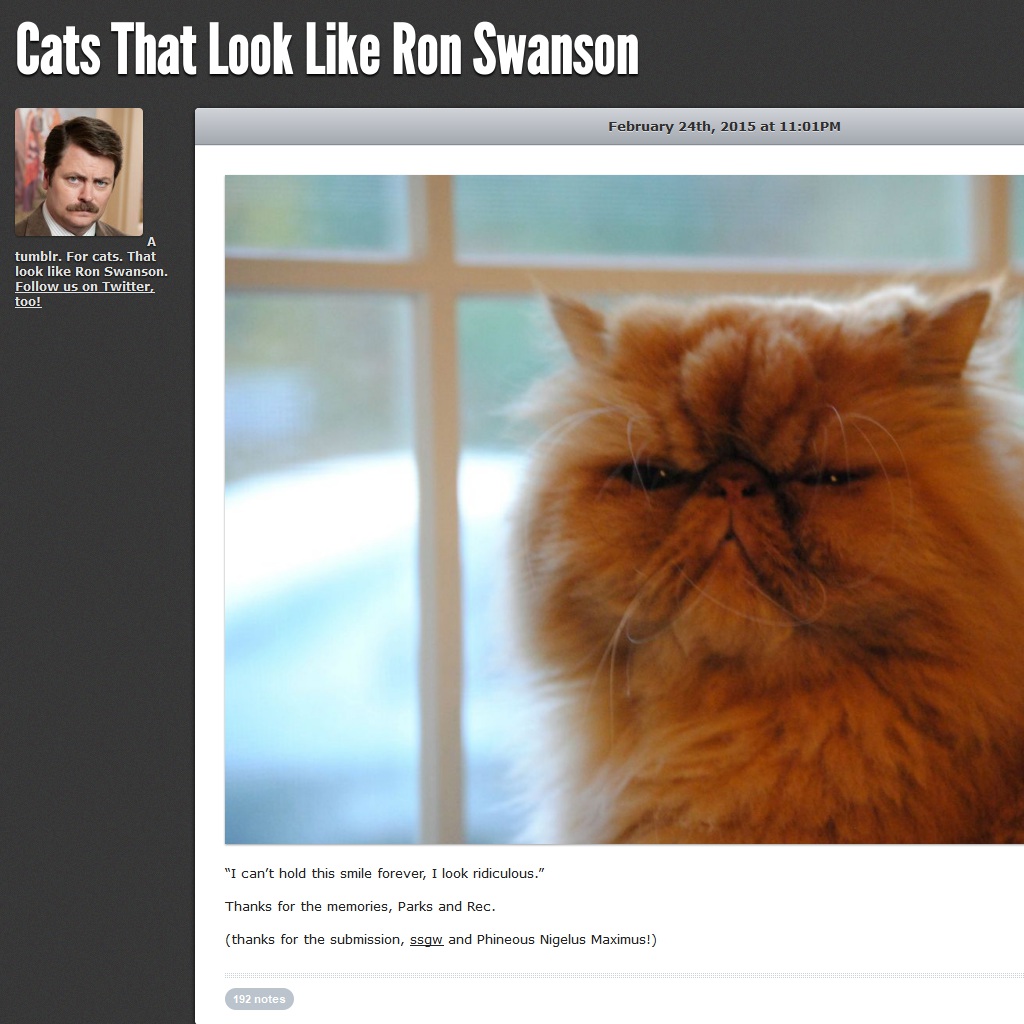 Cats That Look Like Ron Swanson
A
tumblr. For cats. That
look like Ron Swanson.
Follow us on Twitter,
too!
February 24th, 2015 at 11:01PM
“I can’t hold this smile forever, I look ridiculous.”
Thanks for the memories, Parks and Rec.
(thanks for the submission, ssgw and Phineous Nigelus Maximus!)
192 notes